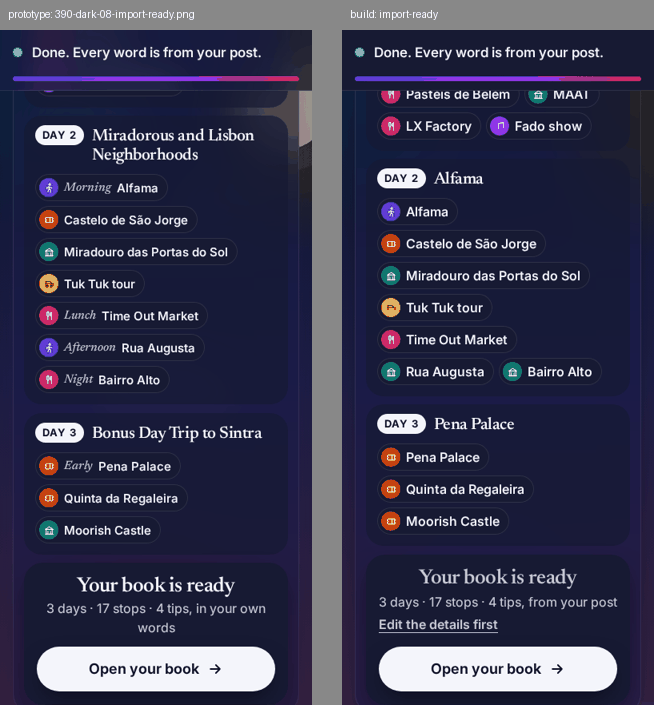 prototype: 390-dark-08-import-ready.png
Done. Every word is from your post.
DAY 2 Miradorous and Lisbon
Neighborhoods
Morning Alfama
Castelo de São Jorge
Miradouro das Portas do Sol
Tuk Tuk tour
Lunch Time Out Market
Afternoon Rua Augusta
Night Bairro Alto
DAY 3 Bonus Day Trip to Sintra
Early Pena Palace
Quinta da Regaleira
Moorish Castle
Your book is ready
3 days · 17 stops · 4 tips, in your own
words
Open your book →
build: import-ready
Done. Every word is from your post.
Pasteis de Belem MAAT
LX Factory Fado show
DAY 2 Alfama
Alfama
Castelo de São Jorge
Miradouro das Portas do Sol
Tuk Tuk tour
Time Out Market
Rua Augusta Bairro Alto
DAY 3 Pena Palace
Pena Palace
Quinta da Regaleira
Moorish Castle
Your book is ready
3 days · 17 stops · 4 tips, from your post
Edit the details first
Open your book →